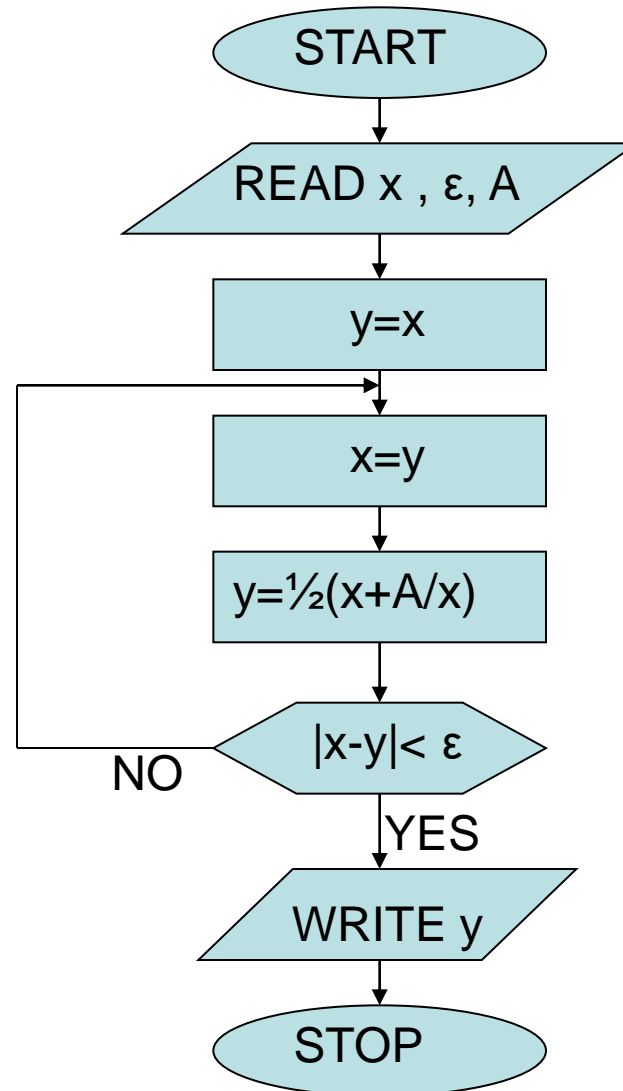 START
READ x , ε, A
y=x
x=y
y=½(x+A/x)
|x-y|< ε
NO
YES
WRITE y
STOP